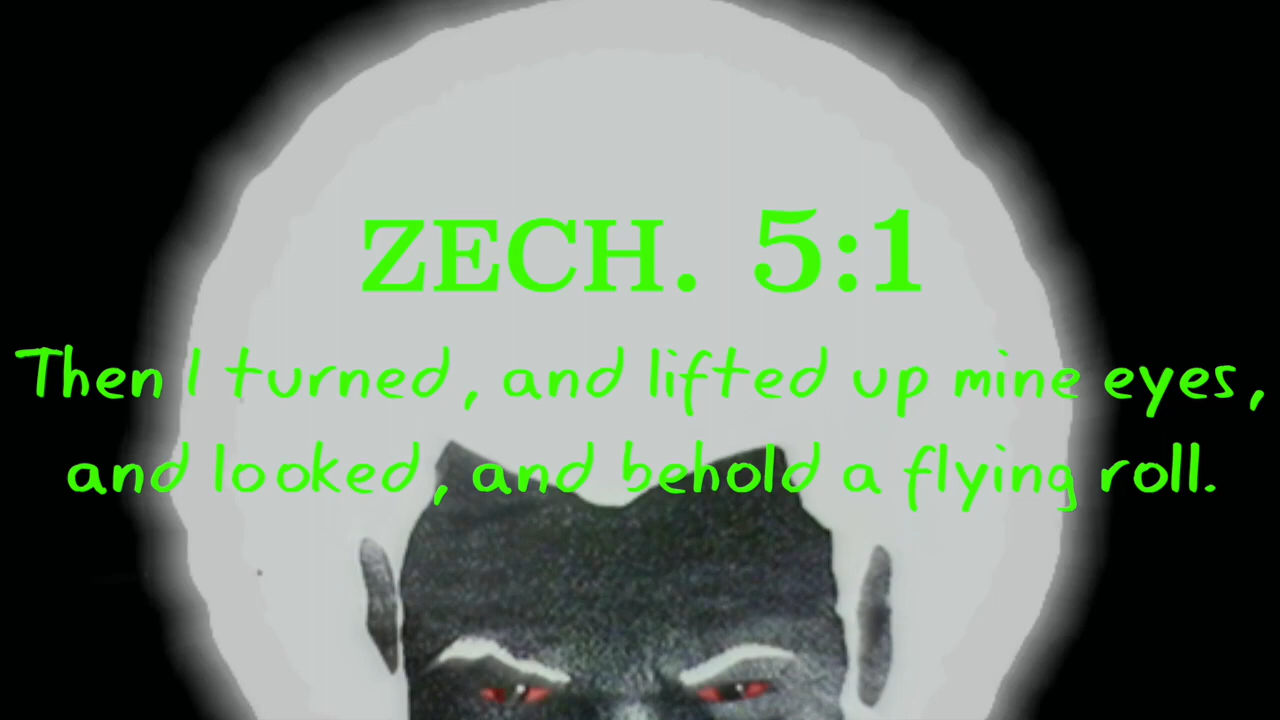 ZECH. 5:1
Then I turned, and lifted up mine eyes,
and looked, and behold a flying roll.